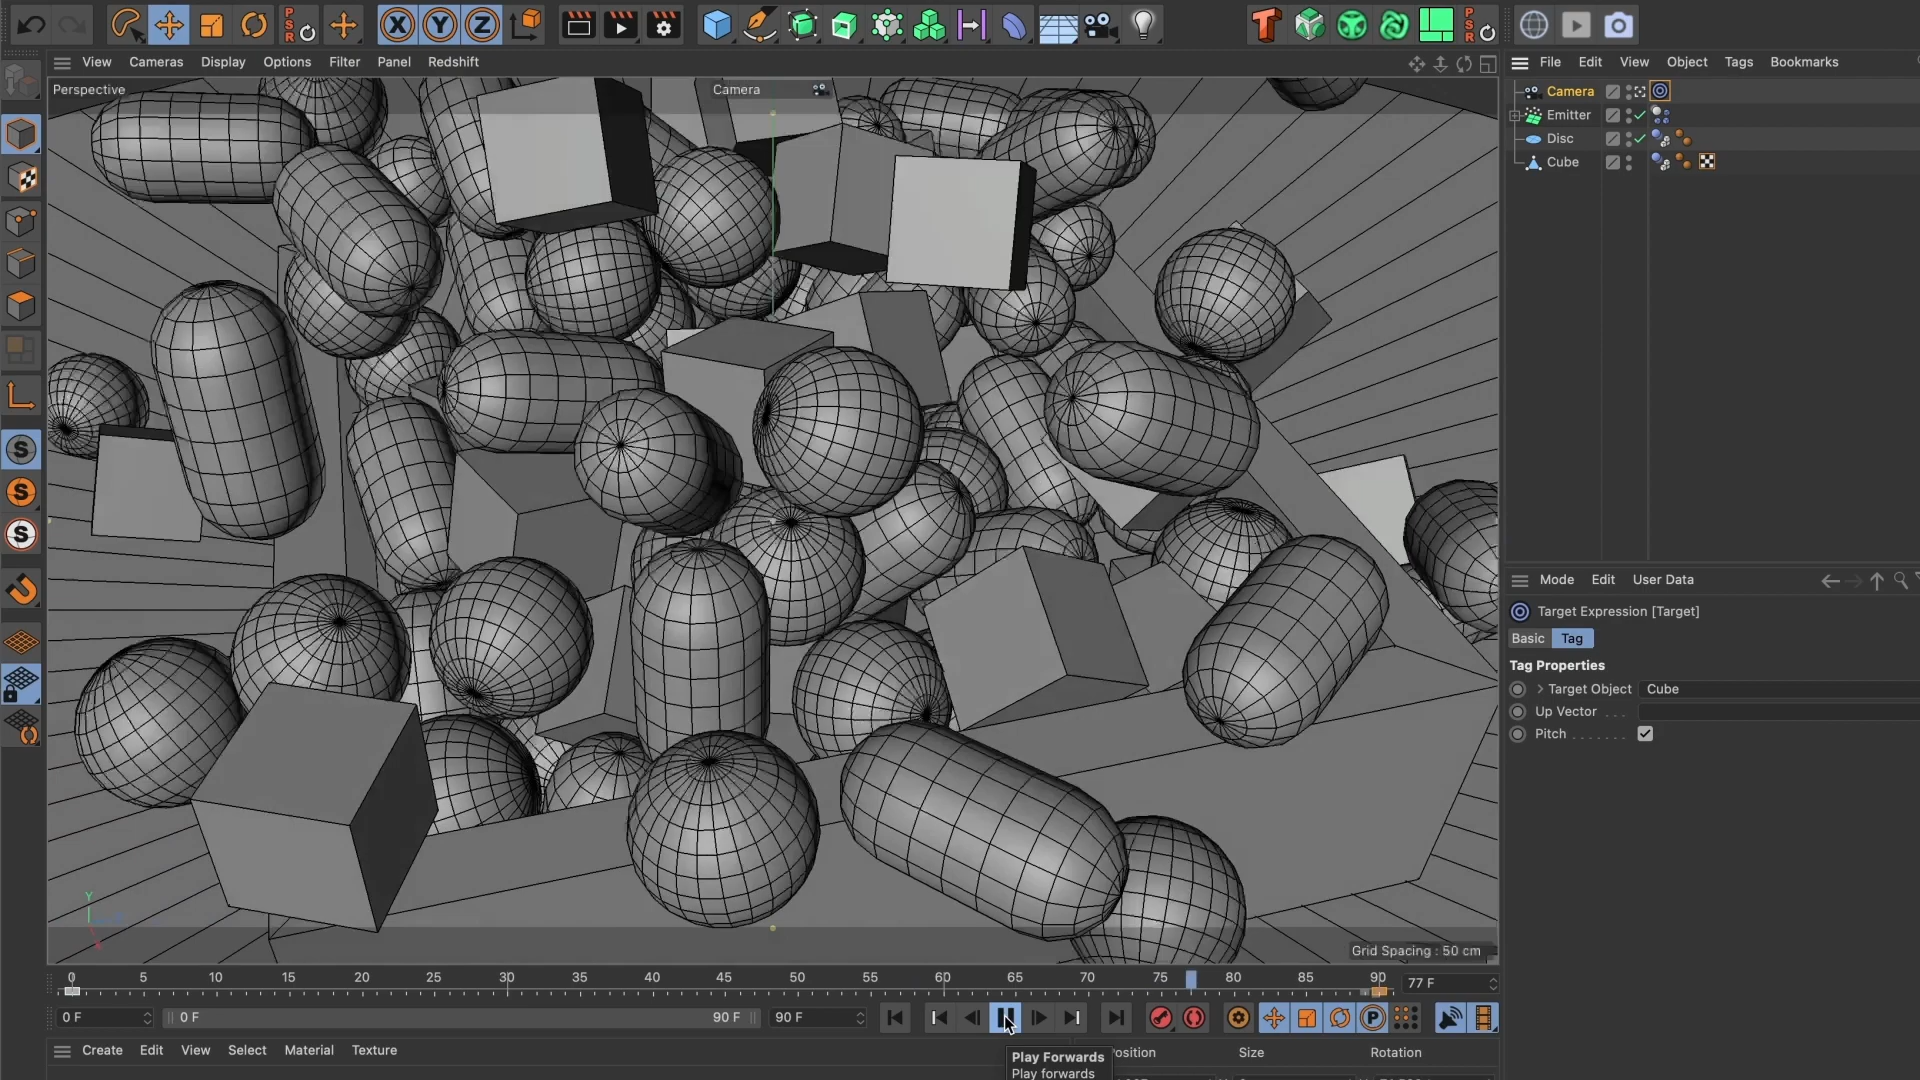 PSR
X Y Z
T
PSR
View Cameras Display Options Filter Panel Redshift
File Edit View Object Tags Bookmarks
Perspective
Camera
Camera
Emitter
Disc
Cube
S
S
S
Mode Edit User Data
Target Expression [Target]
Basic Tag
Tag Properties
Target Object Cube
Up Vector . . .
Pitch . . . . . . .
Y
Grid Spacing : 50 cm
0 5 10 15 20 25 30 35 40 45 50 55 60 65 70 75 80 85 90 77 F
0 F 0 F 90 F 90 F P
Create Edit View Select Material Texture
Play Forwards
Play forwards
osition Size Rotation